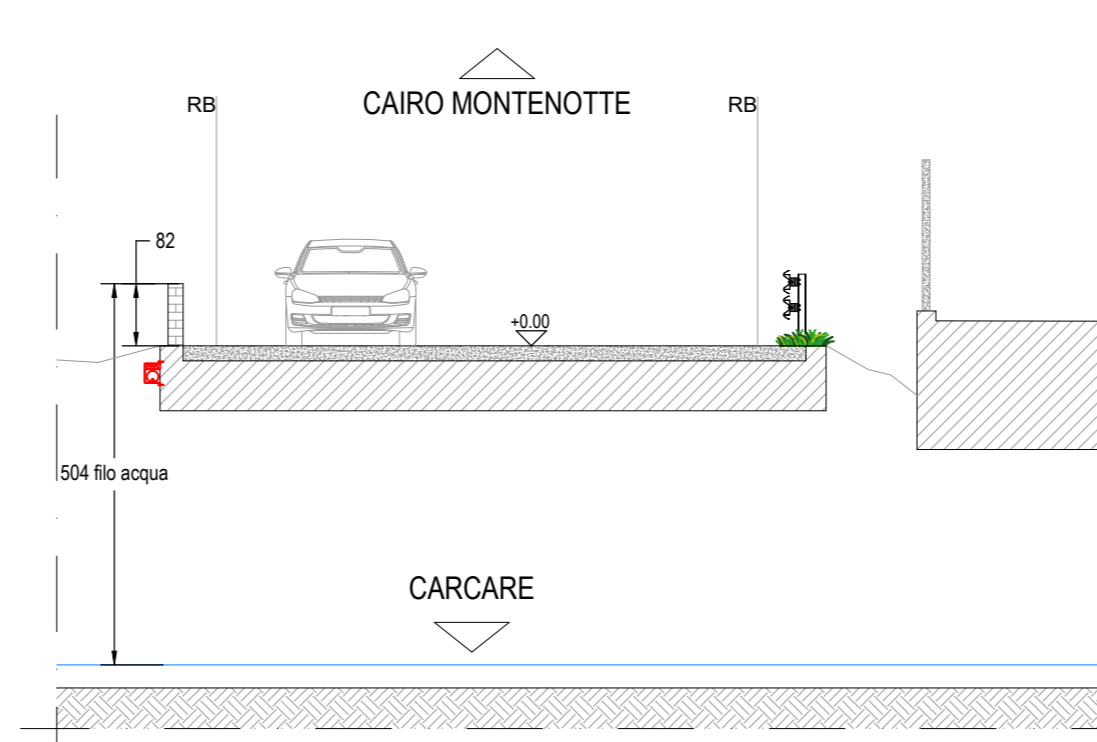 RB
CAIRO MONTENOTTE
RB
82
+0.00
504 filo acqua
CARCARE